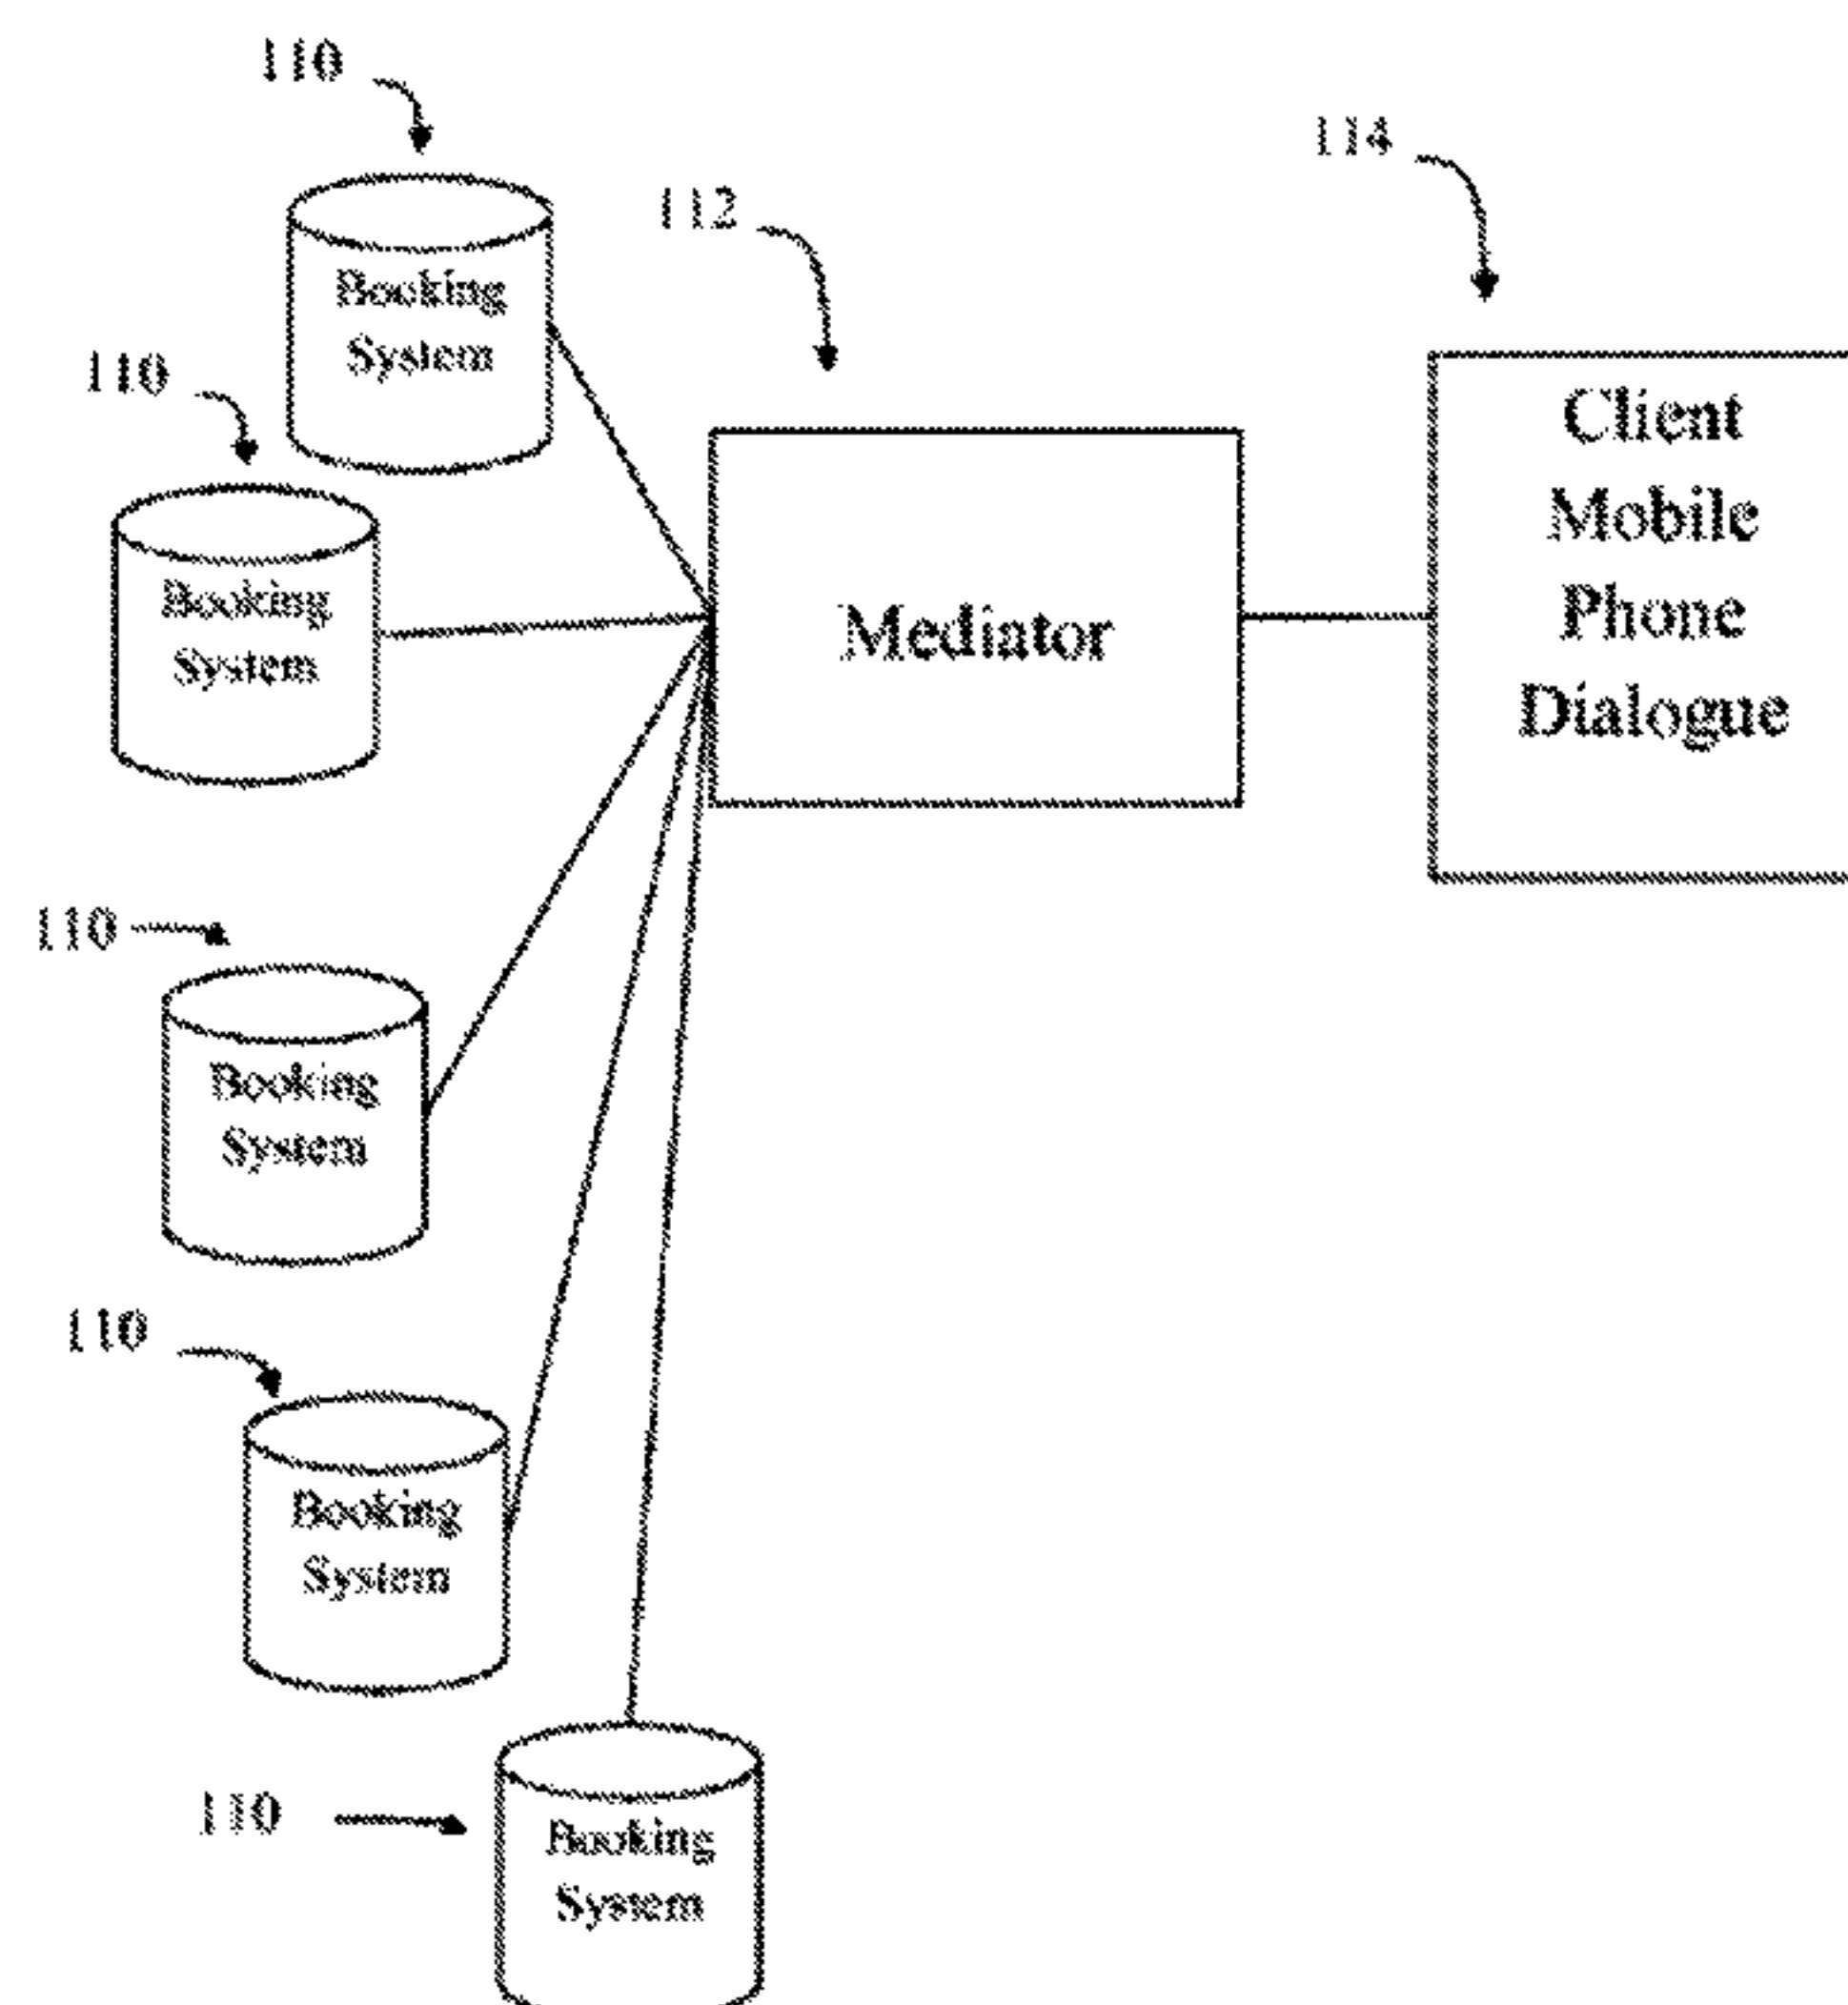 110
114
112
Booking
System
110
Client
Mobile
Phone
Dialogue
Booking
System
Mediator
110
Booking
System
110
Booking
System
110
Booking
System